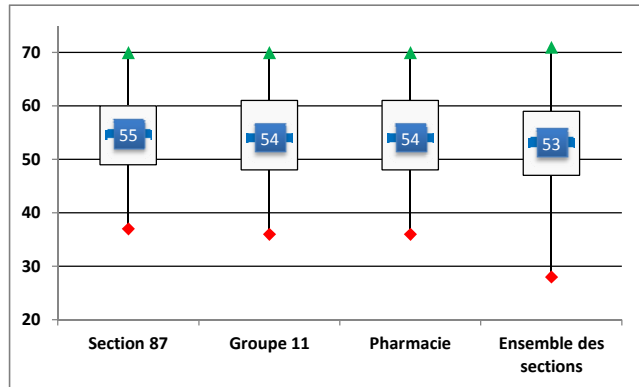 70
60
50
40
30
20
55
54
54
53
Section 87
Groupe 11
Pharmacie
Ensemble des
sections